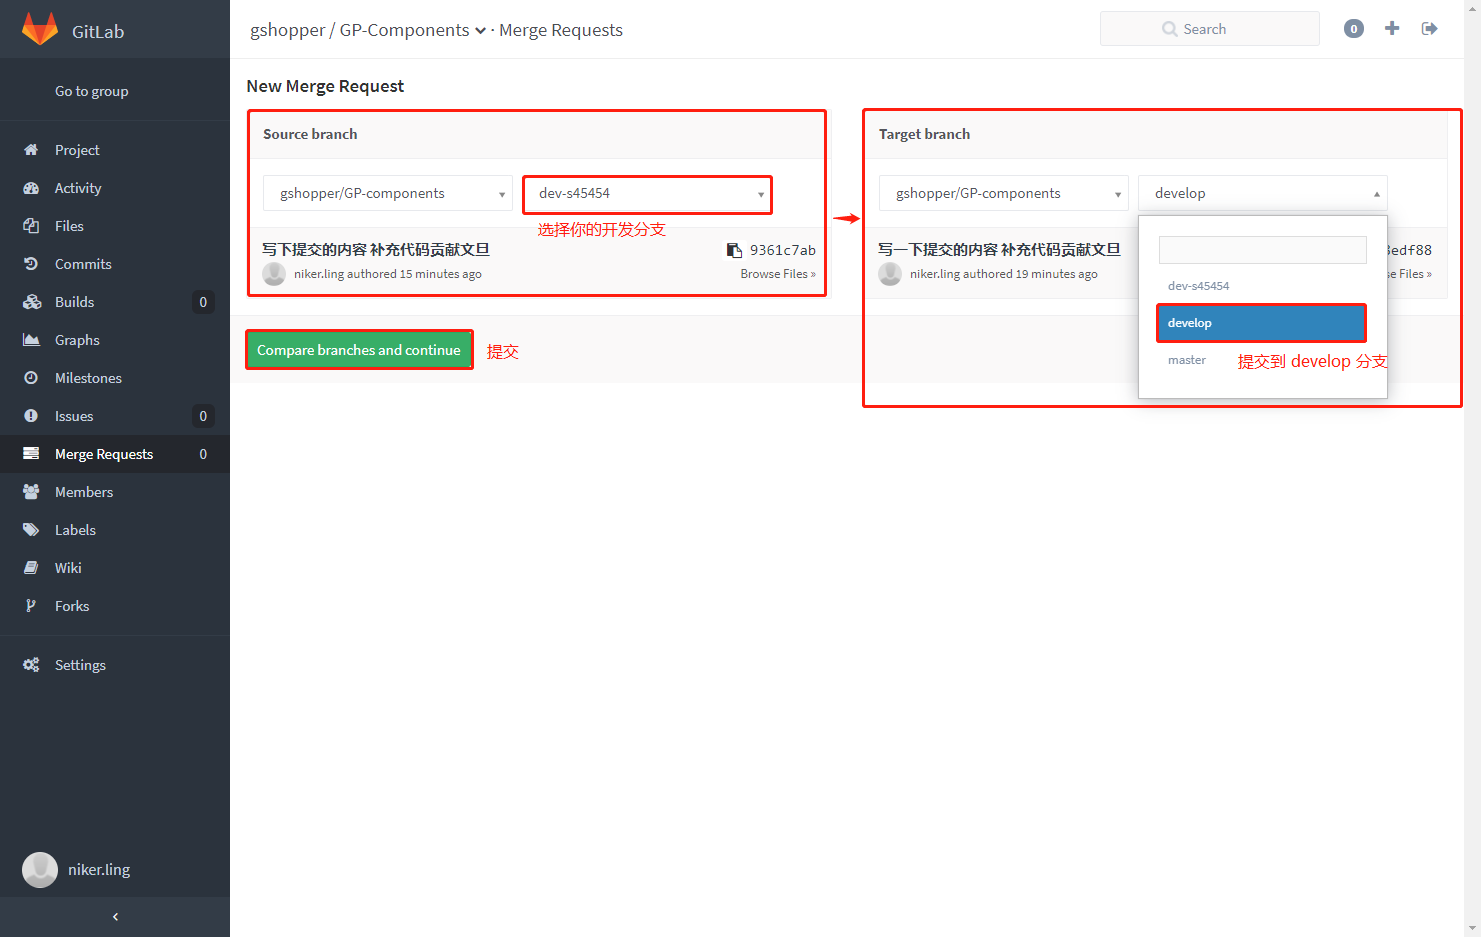 GitLab
Go to group
Project
Activity
Files
Commits
Builds 0
Graphs
Milestones
Issues 0
Merge Requests 0
Members
Labels
Wiki
Forks
Settings
niker.ling
gshopper / GP-Components · Merge Requests
Search
0
New Merge Request
Source branch
gshopper/GP-components
dev-s45454
选择你的开发分支
写下提交的内容 补充代码贡献文旦
9361c7ab
niker.ling authored 15 minutes ago
Browse Files »
Compare branches and continue
提交
Target branch
gshopper/GP-components
develop
写一下提交的内容 补充代码贡献文旦
edf88
niker.ling authored 19 minutes ago
se Files »
dev-s45454
develop
master
提交到 develop 分支